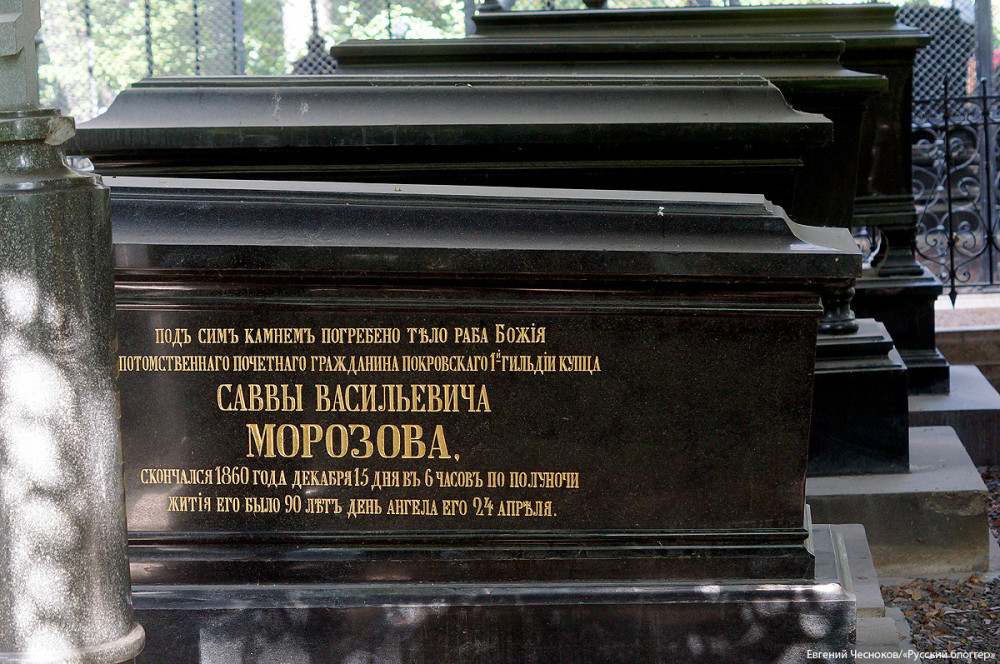 ПОДЪ СИМЪ КАМНЕМЪ ПОГРЕБЕНО ТѢЛО РАБА БОЖІЯ
ПОТОМСТВЕННАГО ПОЧЕТНАГО ГРАЖДАНИНА ПОКРОВСКАГО 1Й ГИЛЬДІИ КУПЦА
САВВЫ ВАСИЛЬЕВИЧА
МОРОЗОВА.
СКОНЧАЛСЯ 1860 ГОДА ДЕКАБРЯ 15 ДНЯ ВЪ 6 ЧАСОВЪ ПО ПОЛУНОЧИ
ЖИТІЯ ЕГО БЫЛО 90 ЛѢТЪ ДЕНЬ АНГЕЛА ЕГО 24 АПРѢЛЯ.
Евгений Чесноков/«Русский блоггер»